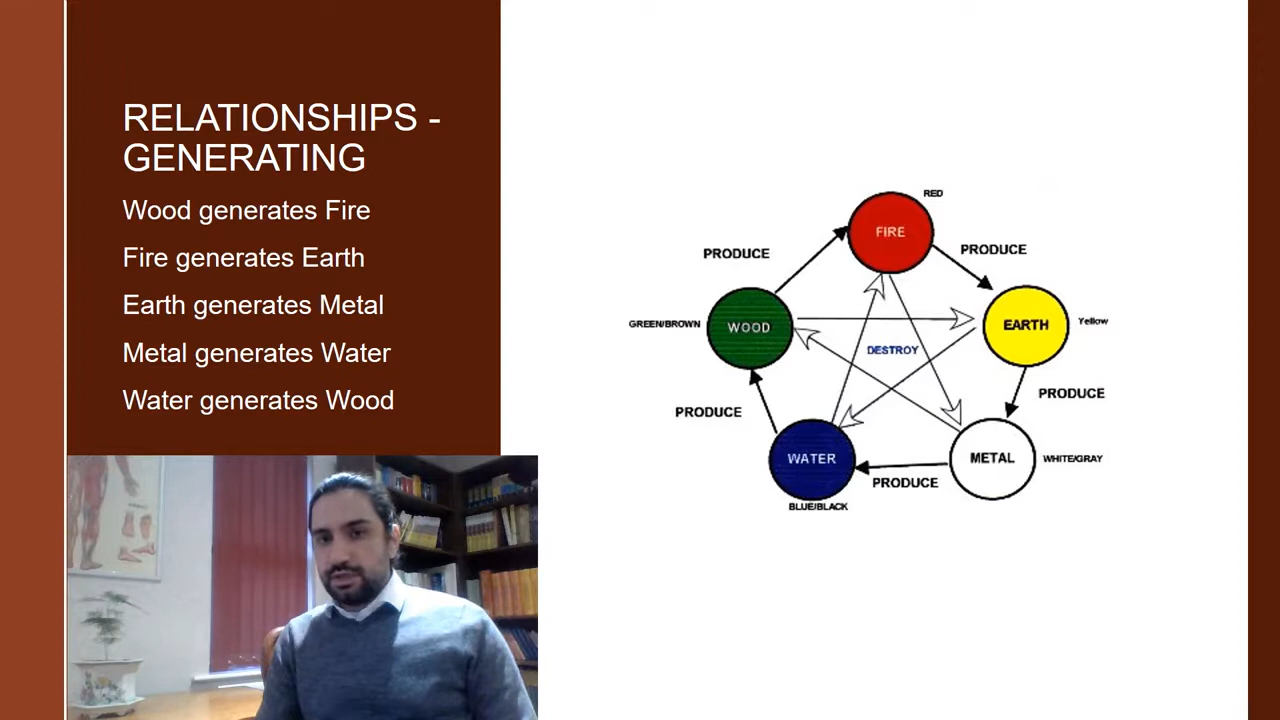 RELATIONSHIPS -
GENERATING
Wood generates Fire
Fire generates Earth
Earth generates Metal
Metal generates Water
Water generates Wood
RED
FIRE
PRODUCE
PRODUCE
GREEN/BROWN
WOOD
EARTH
Yellow
DESTROY
PRODUCE
PRODUCE
WATER
METAL
WHITE/GRAY
PRODUCE
BLUE/BLACK